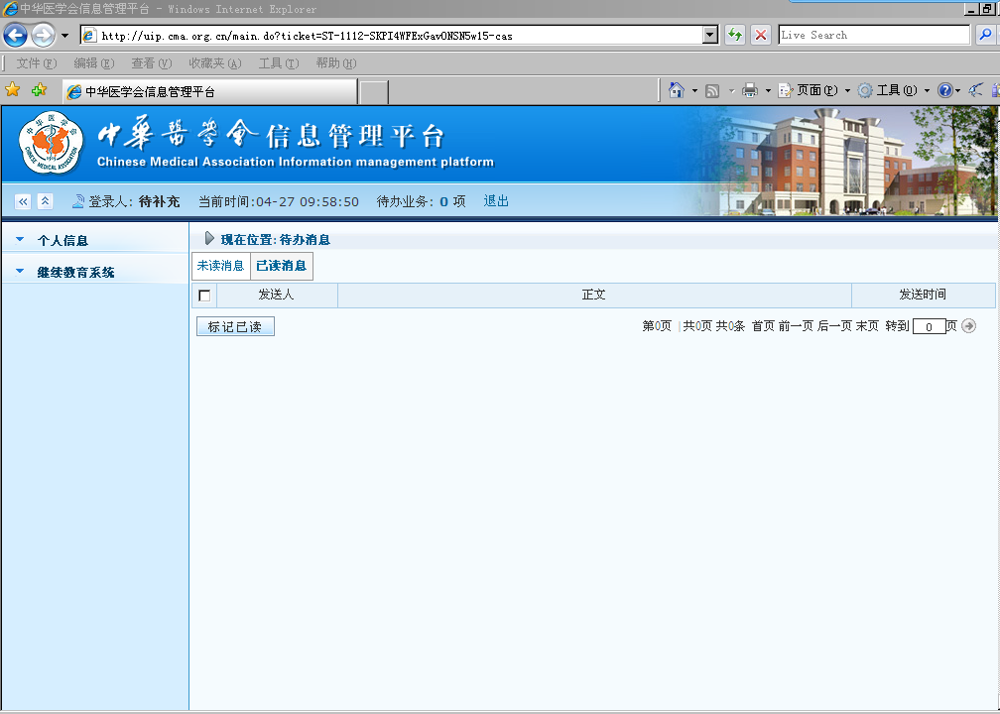 中华医学会信息管理平台 - Windows Internet Explorer
http://uip.cma.org.cn/main.do?ticket=ST-1112-SKPI4WFExGavONSN5w15-cas
Live Search
文件(F) 编辑(E) 查看(V) 收藏夹(A) 工具(T) 帮助(H)
中华医学会信息管理平台
页面(P) 工具(O)
中華醫學會信息管理平台
Chinese Medical Association Information management platform
登录人: 待补充 当前时间:04-27 09:58:50 待办业务: 0 项 退出
个人信息
继续教育系统
现在位置:待办消息
未读消息 已读消息
发送人 正文 发送时间
标记已读 第0页 |共0页 共0条 首页 前一页 后一页 末页 转到 0 页